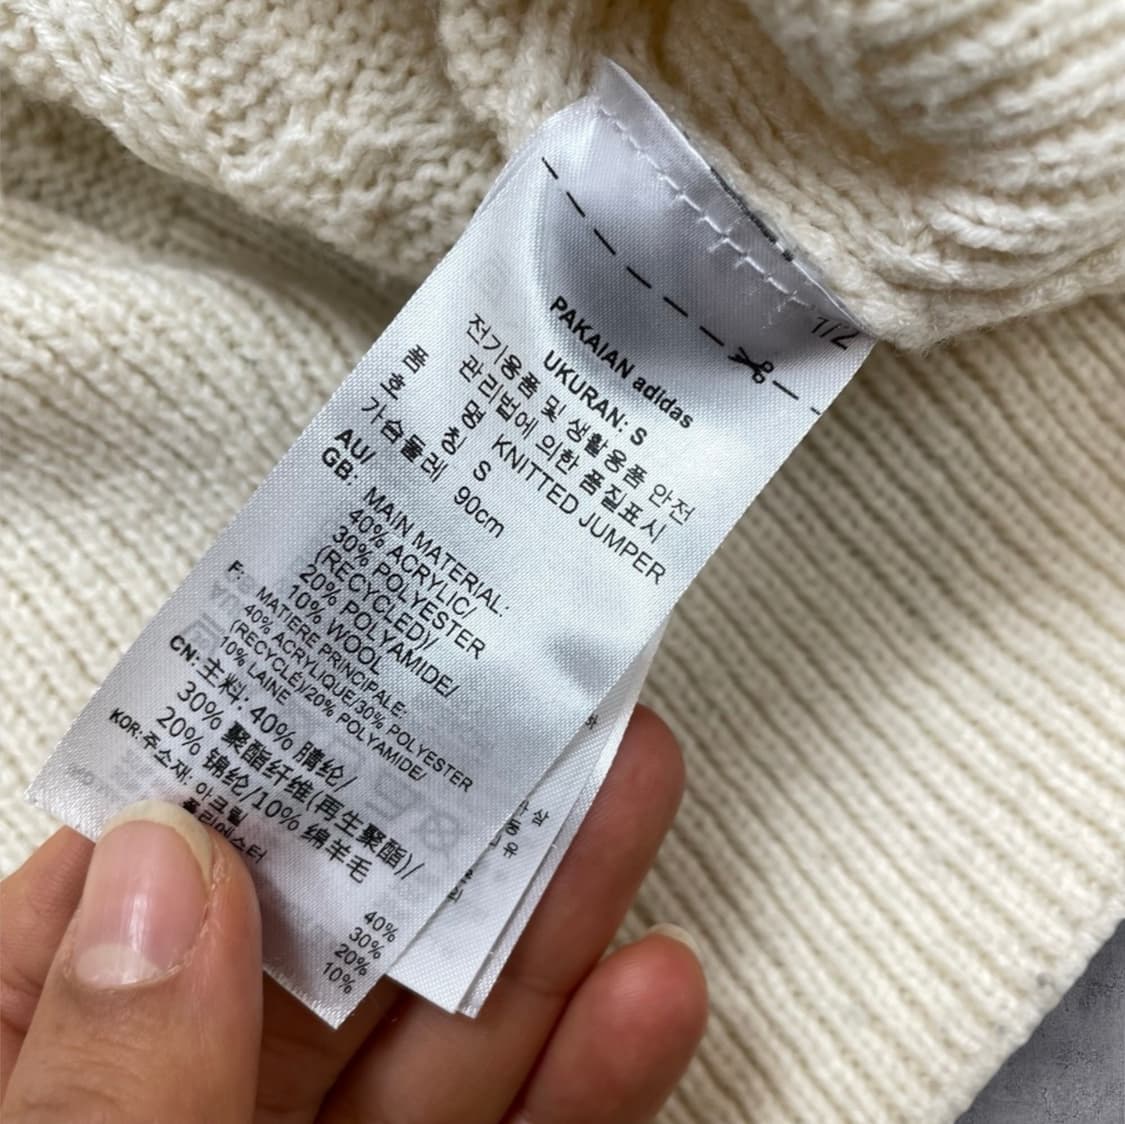 1/2
PAKAIAN adidas
UKURAN: S
전기용품 및 생활용품 안전
관리법에 의한 품질표시
품 명 KNITTED JUMPER
호 칭 S
가슴둘레 90cm
AU/
GB: MAIN MATERIAL:
40% ACRYLIC/
30% POLYESTER
(RECYCLED)/
20% POLYAMIDE/
10% WOOL
F: MATIERE PRINCIPALE:
40% ACRYLIQUE/30% POLYESTER
(RECYCLÉ)/20% POLYAMIDE/
10% LAINE
CN: 主料: 40% 腈纶/
30% 聚酯纤维(再生聚酯)/
20% 锦纶/10% 绵羊毛
KOR: 주소재: 아크릴 40%
폴리에스터 30%
20%
10%